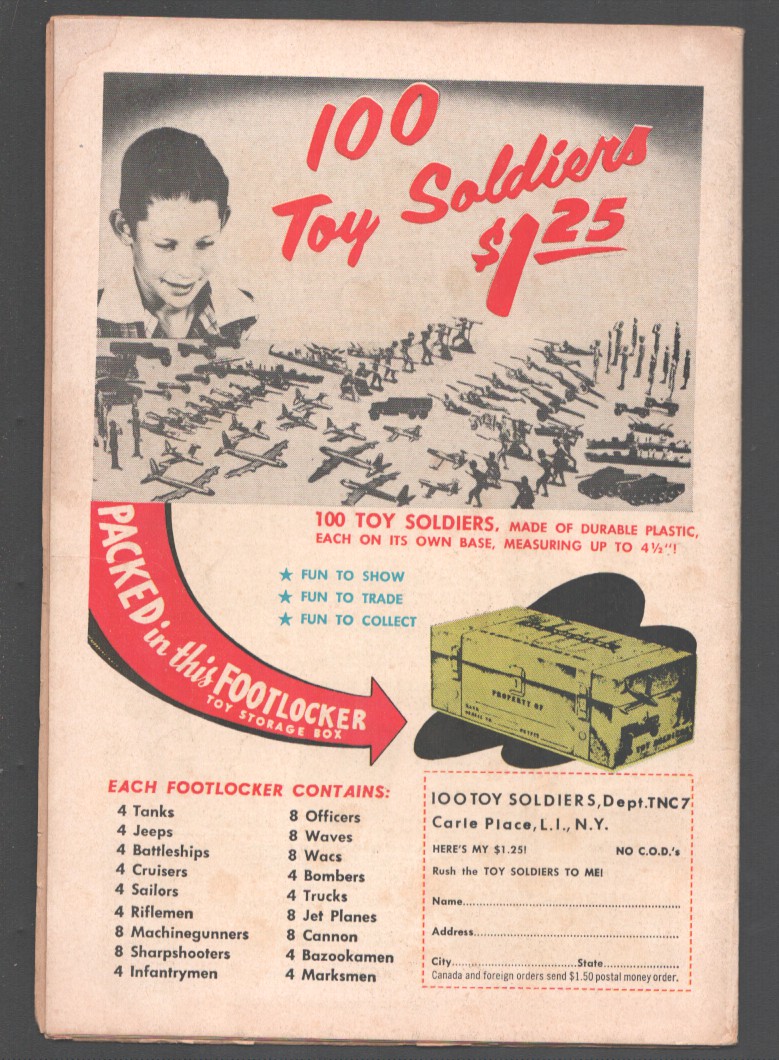 100
Toy Soldiers
$1 25
100 TOY SOLDIERS, MADE OF DURABLE PLASTIC,
EACH ON ITS OWN BASE, MEASURING UP TO 4½"!
★ FUN TO SHOW
★ FUN TO TRADE
★ FUN TO COLLECT
PACKED in this FOOTLOCKER
TOY STORAGE BOX
PROPERTY OF
TOY SOLDIERS
EACH FOOTLOCKER CONTAINS:
4 Tanks
4 Jeeps
4 Battleships
4 Cruisers
4 Sailors
4 Riflemen
8 Machinegunners
8 Sharpshooters
4 Infantrymen
8 Officers
8 Waves
8 Wacs
4 Bombers
4 Trucks
8 Jet Planes
8 Cannon
4 Bazookamen
4 Marksmen
100 TOY SOLDIERS, Dept. TNC7
Carle Place, L.I., N.Y.
HERE'S MY $1.25! NO C.O.D.'s
Rush the TOY SOLDIERS TO ME!
Name
Address
City State
Canada and foreign orders send $1.50 postal money order.